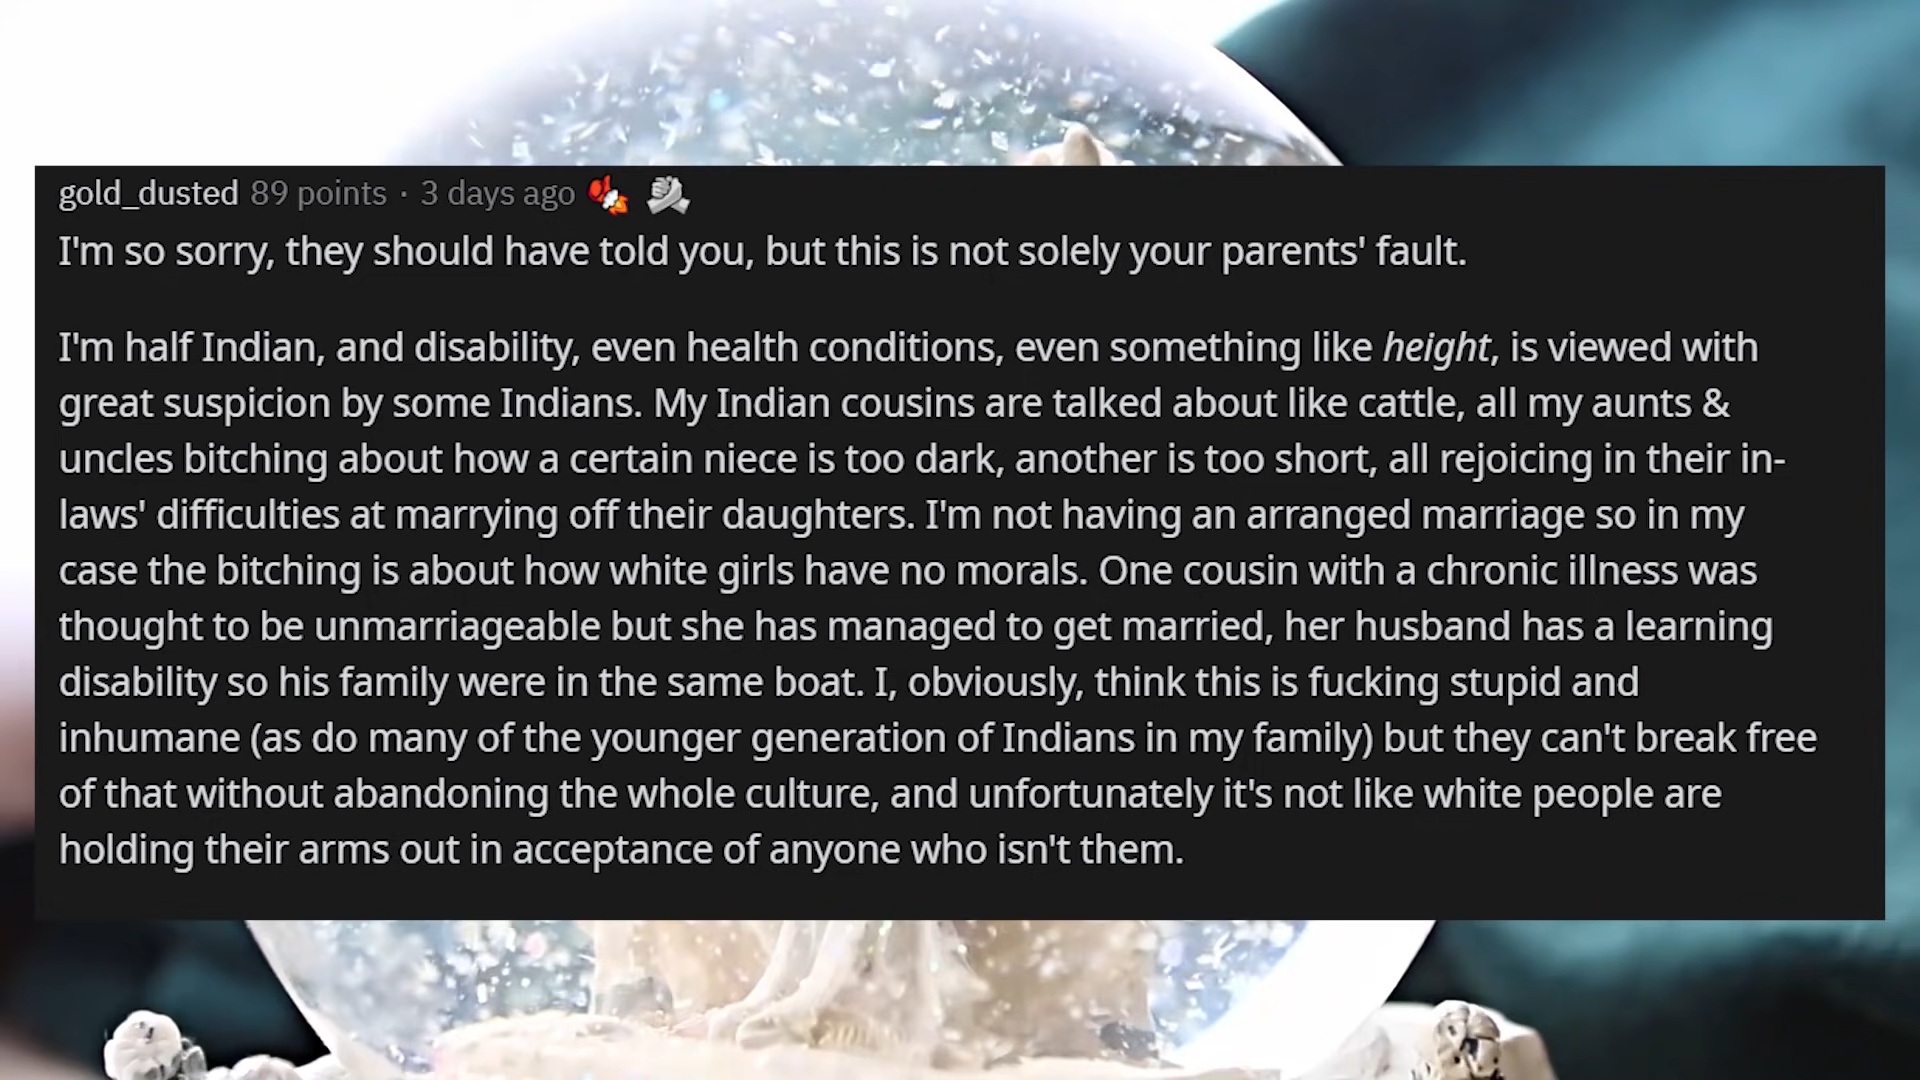 gold_dusted 89 points · 3 days ago
I'm so sorry, they should have told you, but this is not solely your parents' fault.
I'm half Indian, and disability, even health conditions, even something like height, is viewed with
great suspicion by some Indians. My Indian cousins are talked about like cattle, all my aunts &
uncles bitching about how a certain niece is too dark, another is too short, all rejoicing in their in-
laws' difficulties at marrying off their daughters. I'm not having an arranged marriage so in my
case the bitching is about how white girls have no morals. One cousin with a chronic illness was
thought to be unmarriageable but she has managed to get married, her husband has a learning
disability so his family were in the same boat. I, obviously, think this is fucking stupid and
inhumane (as do many of the younger generation of Indians in my family) but they can't break free
of that without abandoning the whole culture, and unfortunately it's not like white people are
holding their arms out in acceptance of anyone who isn't them.